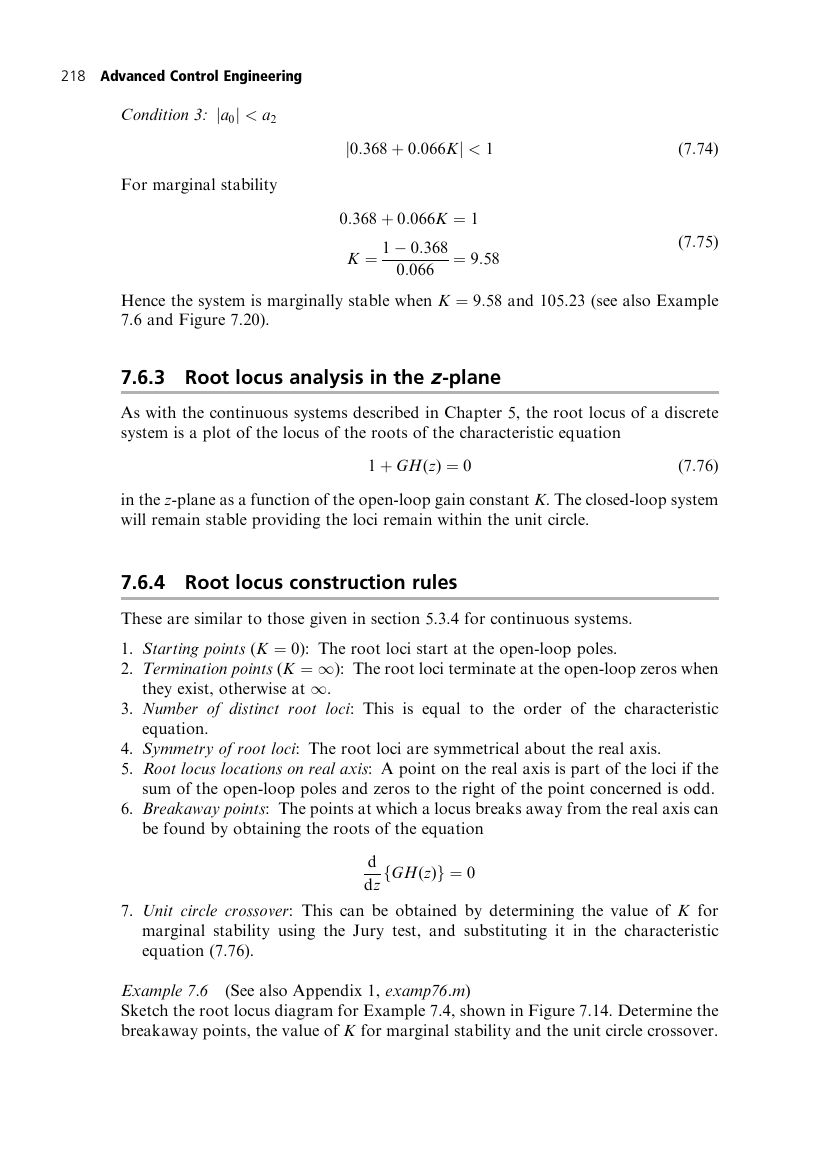 218 Advanced Control Engineering
Condition 3: |a₀| < a₂
|0.368 + 0.066K| < 1 (7.74)
For marginal stability
0.368 + 0.066K = 1
K = (1 − 0.368)/0.066 = 9.58 (7.75)
Hence the system is marginally stable when K = 9.58 and 105.23 (see also Example
7.6 and Figure 7.20).
7.6.3 Root locus analysis in the z-plane
As with the continuous systems described in Chapter 5, the root locus of a discrete
system is a plot of the locus of the roots of the characteristic equation
1 + GH(z) = 0 (7.76)
in the z-plane as a function of the open-loop gain constant K. The closed-loop system
will remain stable providing the loci remain within the unit circle.
7.6.4 Root locus construction rules
These are similar to those given in section 5.3.4 for continuous systems.
1. Starting points (K = 0): The root loci start at the open-loop poles.
2. Termination points (K = ∞): The root loci terminate at the open-loop zeros when
they exist, otherwise at ∞.
3. Number of distinct root loci: This is equal to the order of the characteristic
equation.
4. Symmetry of root loci: The root loci are symmetrical about the real axis.
5. Root locus locations on real axis: A point on the real axis is part of the loci if the
sum of the open-loop poles and zeros to the right of the point concerned is odd.
6. Breakaway points: The points at which a locus breaks away from the real axis can
be found by obtaining the roots of the equation
d/dz {GH(z)} = 0
7. Unit circle crossover: This can be obtained by determining the value of K for
marginal stability using the Jury test, and substituting it in the characteristic
equation (7.76).
Example 7.6 (See also Appendix 1, examp76.m)
Sketch the root locus diagram for Example 7.4, shown in Figure 7.14. Determine the
breakaway points, the value of K for marginal stability and the unit circle crossover.